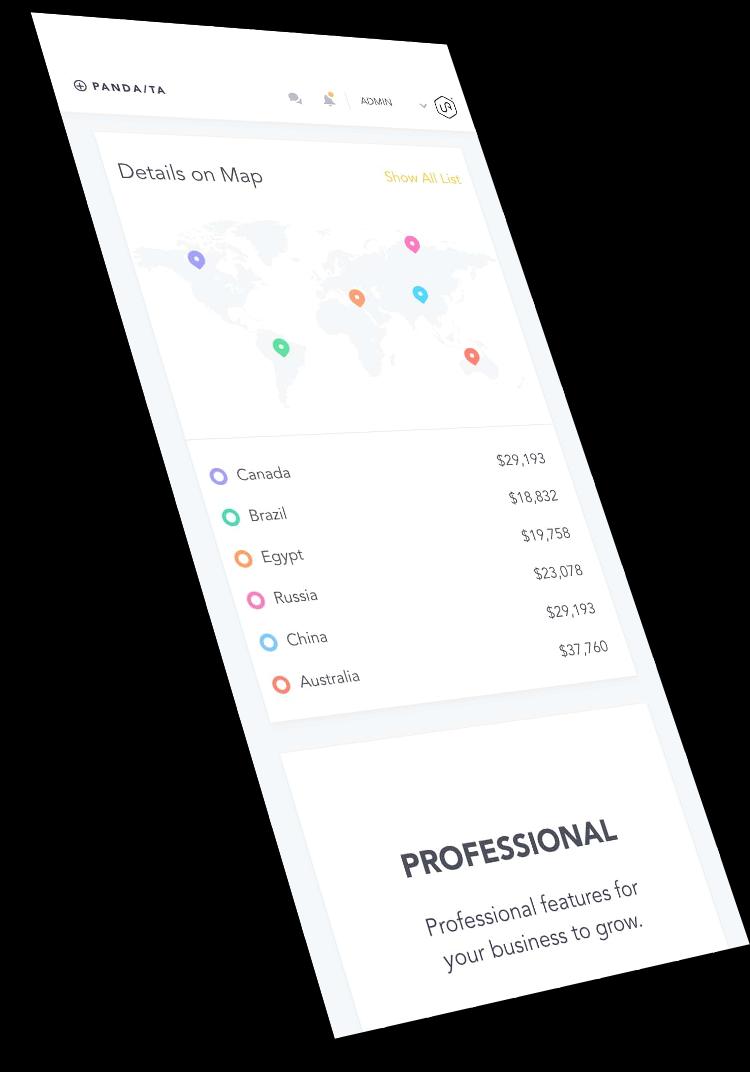 PANDA/TA
ADMIN
Details on Map
Show All List
Canada $29,193
Brazil $18,832
Egypt $19,758
Russia $23,078
China $29,193
Australia $37,760
PROFESSIONAL
Professional features for
your business to grow.